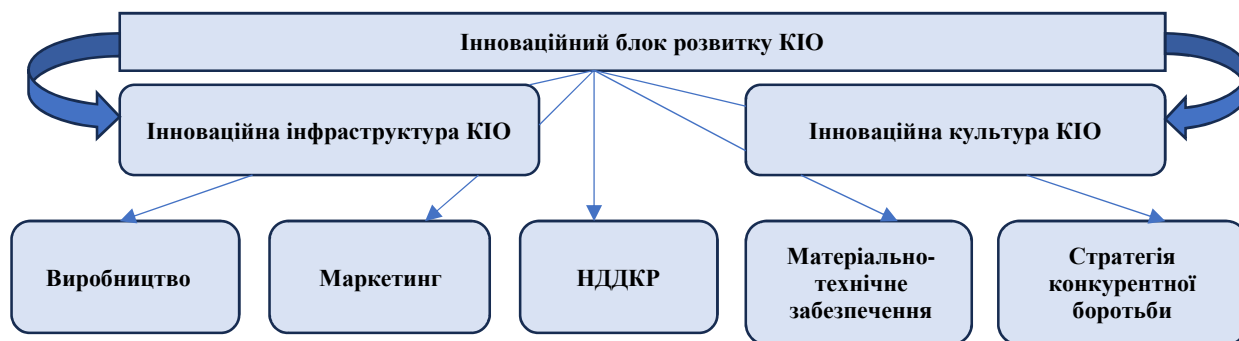 Інноваційний блок розвитку КІО
Інноваційна інфраструктура КІО
Інноваційна культура КІО
Виробництво
Маркетинг
НДДКР
Матеріально-
технічне
забезпечення
Стратегія
конкурентної
боротьби